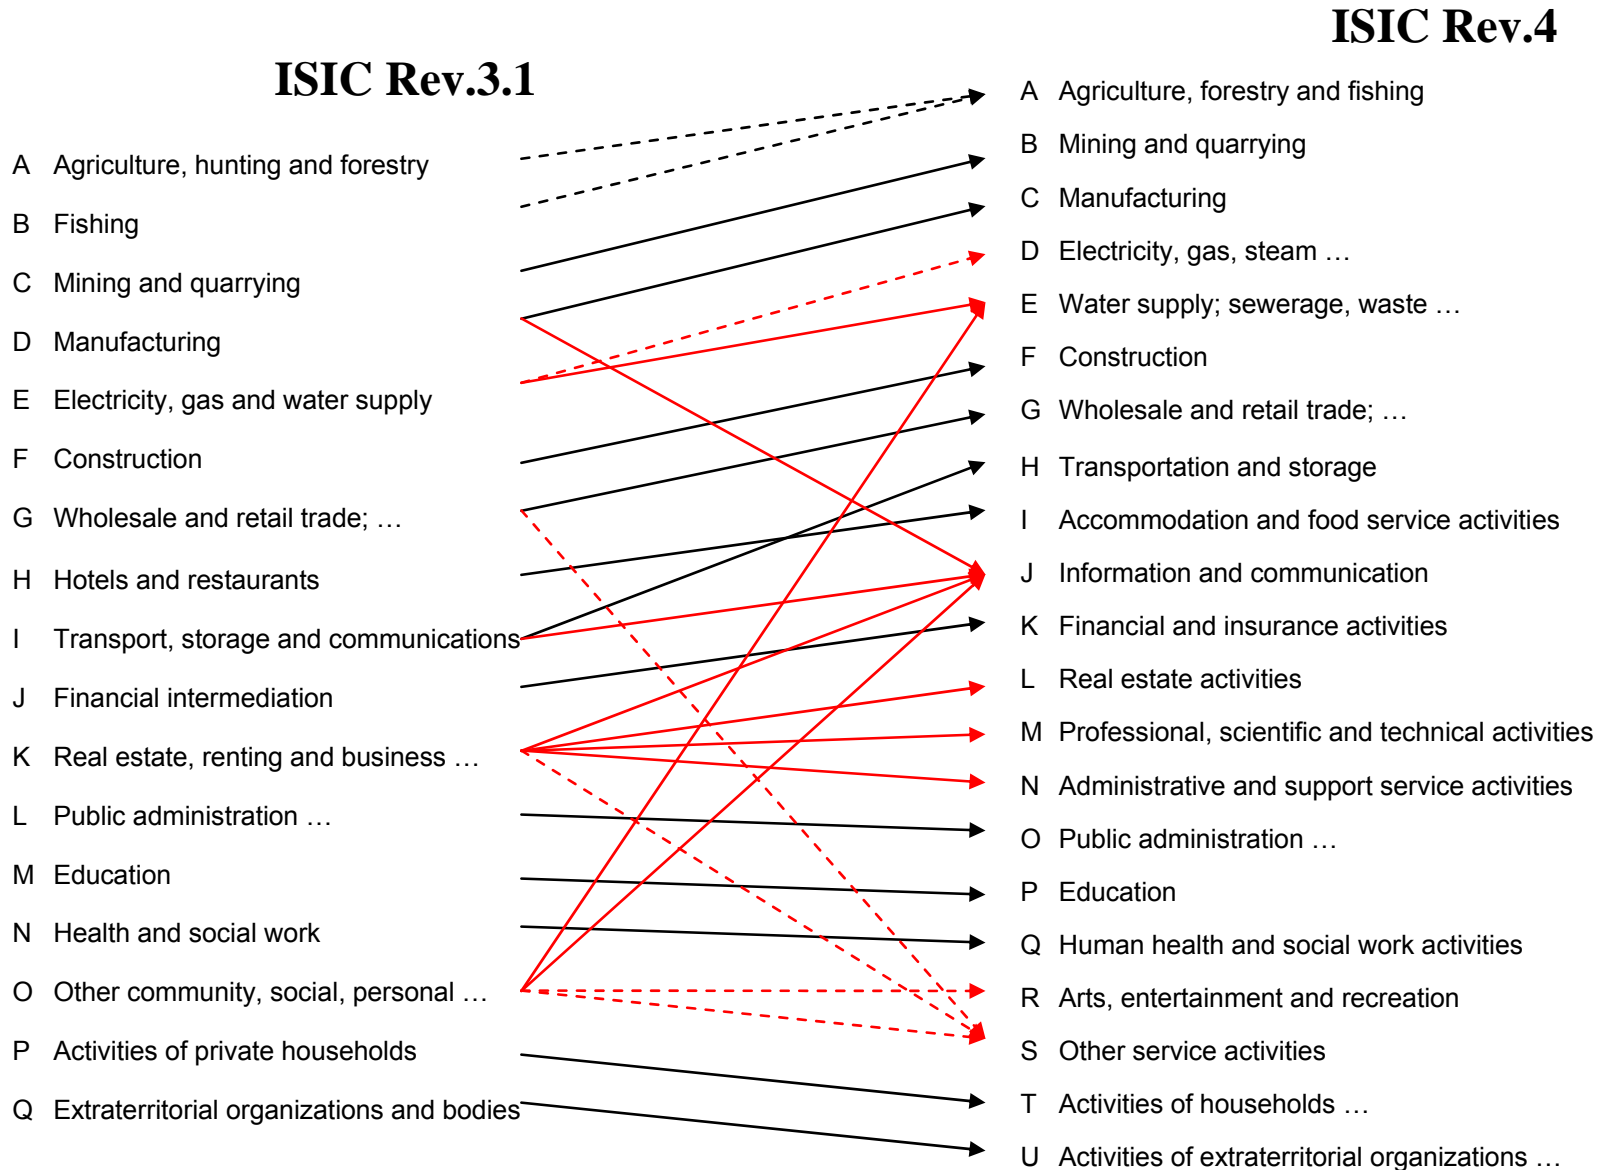 ISIC Rev.4
ISIC Rev.3.1
A Agriculture, hunting and forestry
B Fishing
C Mining and quarrying
D Manufacturing
E Electricity, gas and water supply
F Construction
G Wholesale and retail trade; …
H Hotels and restaurants
I Transport, storage and communications
J Financial intermediation
K Real estate, renting and business …
L Public administration …
M Education
N Health and social work
O Other community, social, personal …
P Activities of private households
Q Extraterritorial organizations and bodies
A Agriculture, forestry and fishing
B Mining and quarrying
C Manufacturing
D Electricity, gas, steam …
E Water supply; sewerage, waste …
F Construction
G Wholesale and retail trade; …
H Transportation and storage
I Accommodation and food service activities
J Information and communication
K Financial and insurance activities
L Real estate activities
M Professional, scientific and technical activities
N Administrative and support service activities
O Public administration …
P Education
Q Human health and social work activities
R Arts, entertainment and recreation
S Other service activities
T Activities of households …
U Activities of extraterritorial organizations …